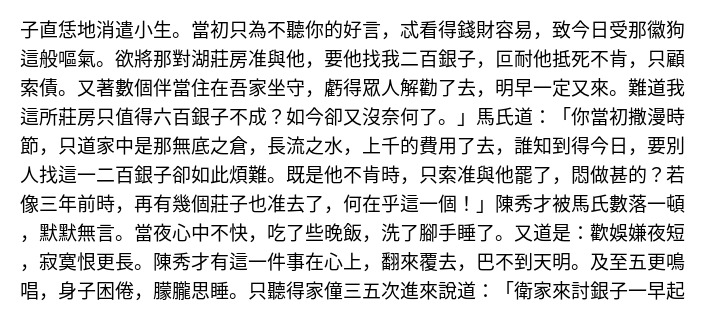 子直恁地消遣小生。當初只為不聽你的好言，忒看得錢財容易，致今日受那徽狗
這般嘔氣。欲將那對湖莊房准與他，要他找我二百銀子，叵耐他抵死不肯，只顧
索債。又著數個伴當住在吾家坐守，虧得眾人解勸了去，明早一定又來。難道我
這所莊房只值得六百銀子不成？如今卻又沒奈何了。」馬氏道：「你當初撒漫時
節，只道家中是那無底之倉，長流之水，上千的費用了去，誰知到得今日，要別
人找這一二百銀子卻如此煩難。既是他不肯時，只索准與他罷了，悶做甚的？若
像三年前時，再有幾個莊子也准去了，何在乎這一個！」陳秀才被馬氏數落一頓
，默默無言。當夜心中不快，吃了些晚飯，洗了腳手睡了。又道是：歡娛嫌夜短
，寂寞恨更長。陳秀才有這一件事在心上，翻來覆去，巴不到天明。及至五更鳴
唱，身子困倦，朦朧思睡。只聽得家僮三五次進來說道：「衛家來討銀子一早起